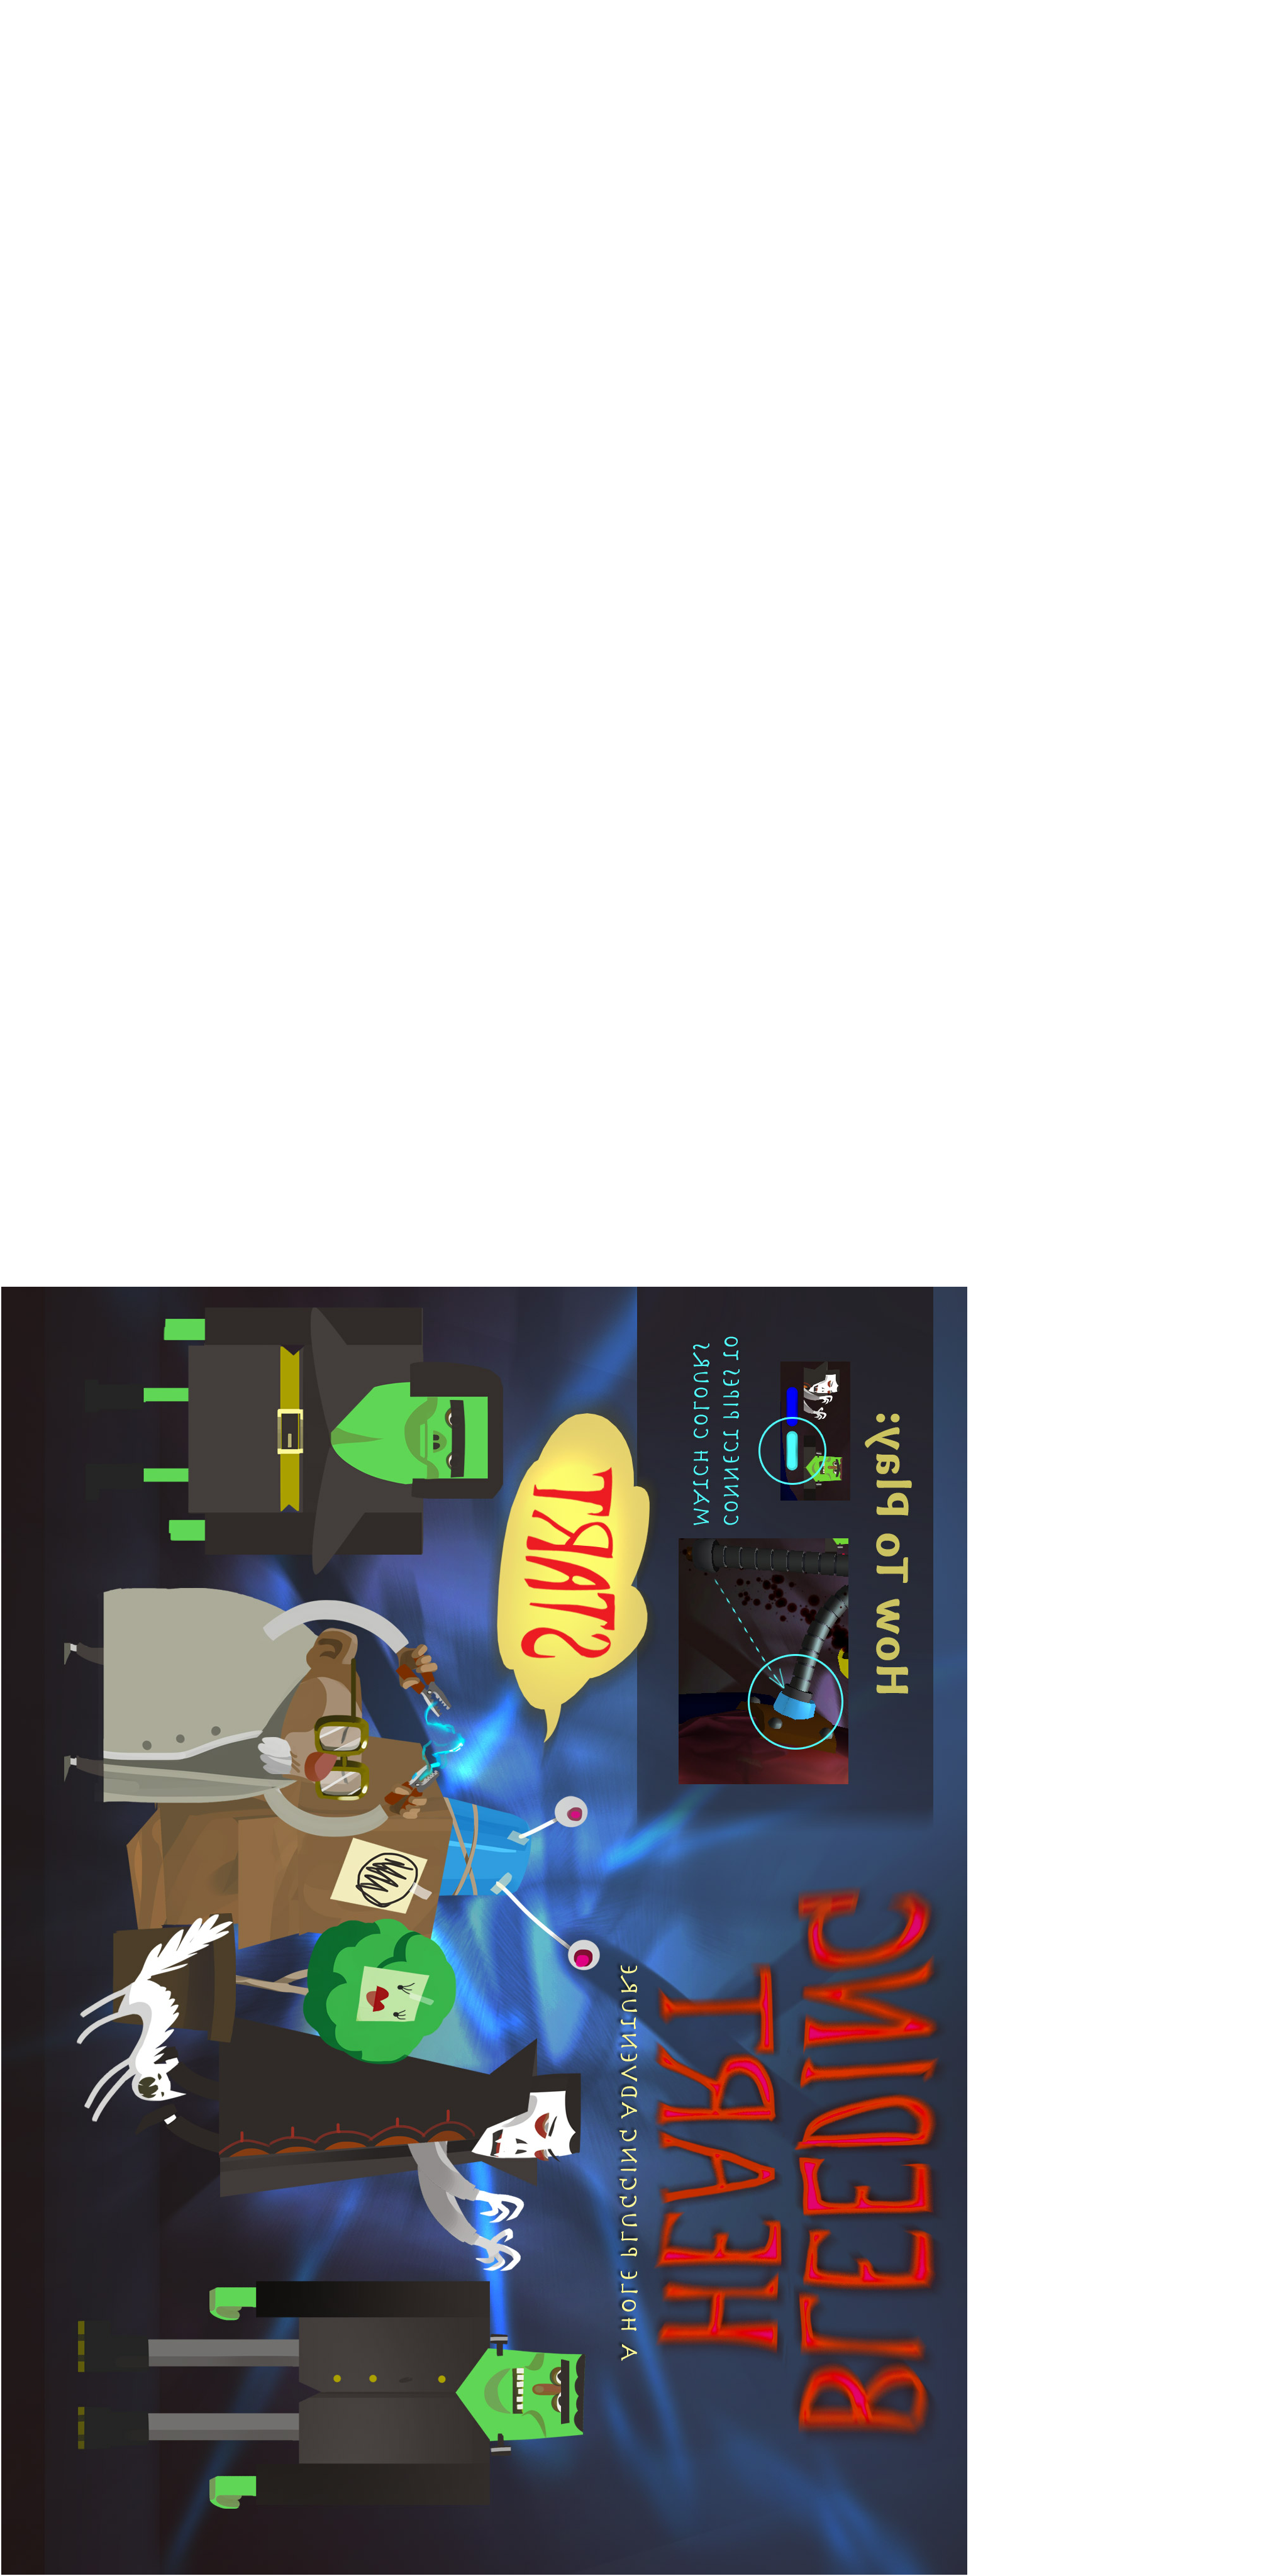 BLEEDING
HEART
A HOLE PLUGGING ADVENTURE
How To Play:
CONNECT PIPES TO
MATCH COLOURS
START